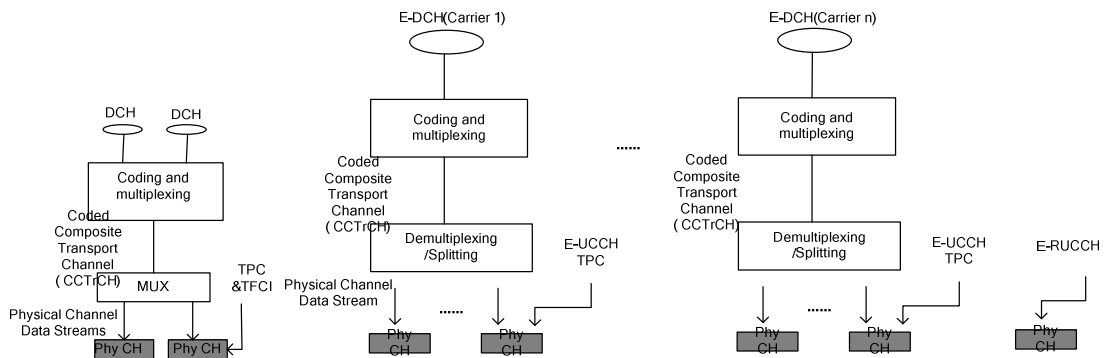 E-DCH(Carrier 1)
E-DCH(Carrier n)
DCH
DCH
Coding and
multiplexing
Coding and
multiplexing
Coding and
multiplexing
......
Coded
Composite
Transport
Channel
( CCTrCH)
Coded
Composite
Transport
Channel
( CCTrCH)
Coded
Composite
Transport
Channel
( CCTrCH)
MUX
TPC
&TFCI
Demultiplexing
/Splitting
E-UCCH
TPC
Demultiplexing
/Splitting
E-UCCH
TPC
E-RUCCH
Physical Channel
Data Streams
Physical Channel
Data Stream
......
......
Phy CH
Phy CH
Phy
CH
Phy
CH
Phy
CH
Phy
CH
Phy
CH